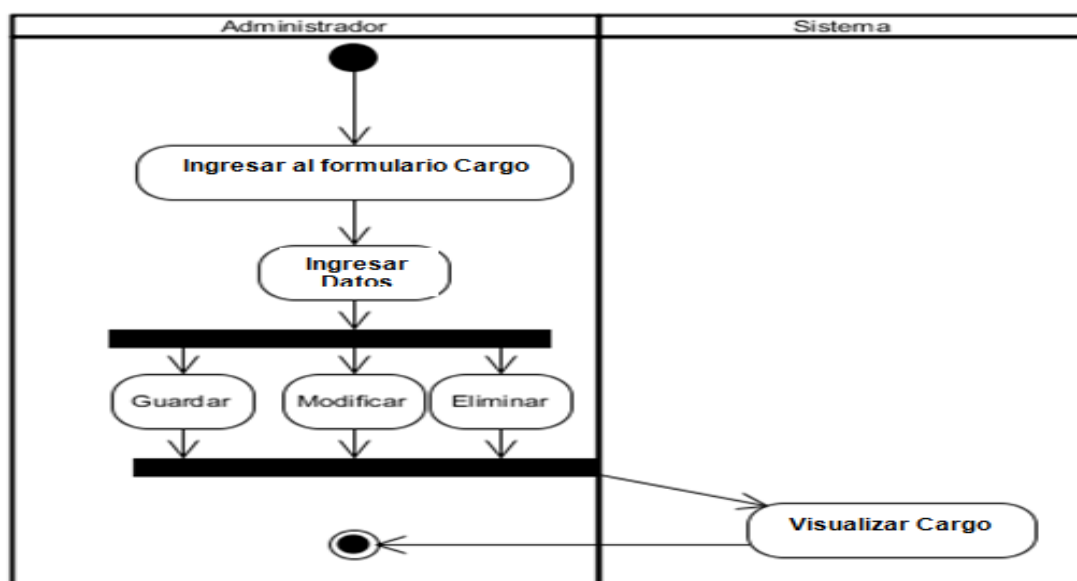 Administrador
Sistema
Ingresar al formulario Cargo
Ingresar
Datos
Guardar
Modificar
Eliminar
Visualizar Cargo